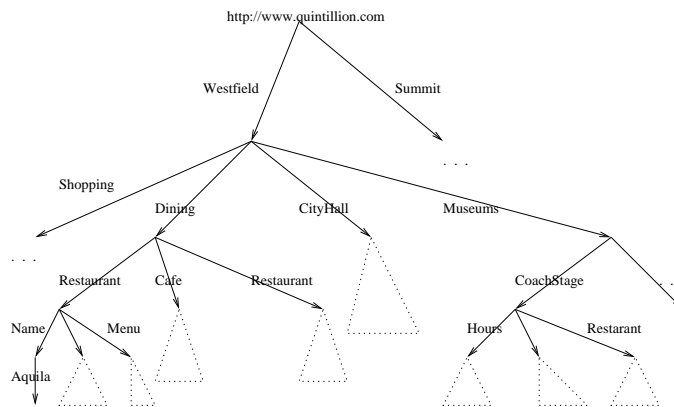 http://www.quintillion.com
Westfield
Summit
. . .
Shopping
Dining
CityHall
Museums
. . .
Restaurant
Cafe
Restaurant
CoachStage
. .
Name
Menu
Hours
Restarant
Aquila